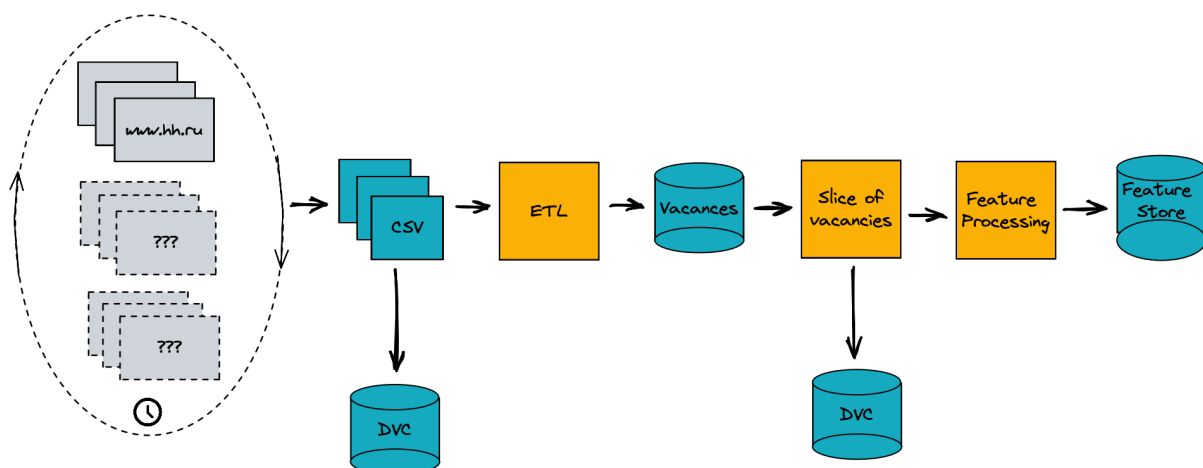 www.hh.ru
???
???
CSV
DVC
ETL
Vacances
Slice of
vacancies
DVC
Feature
Processing
Feature
Store